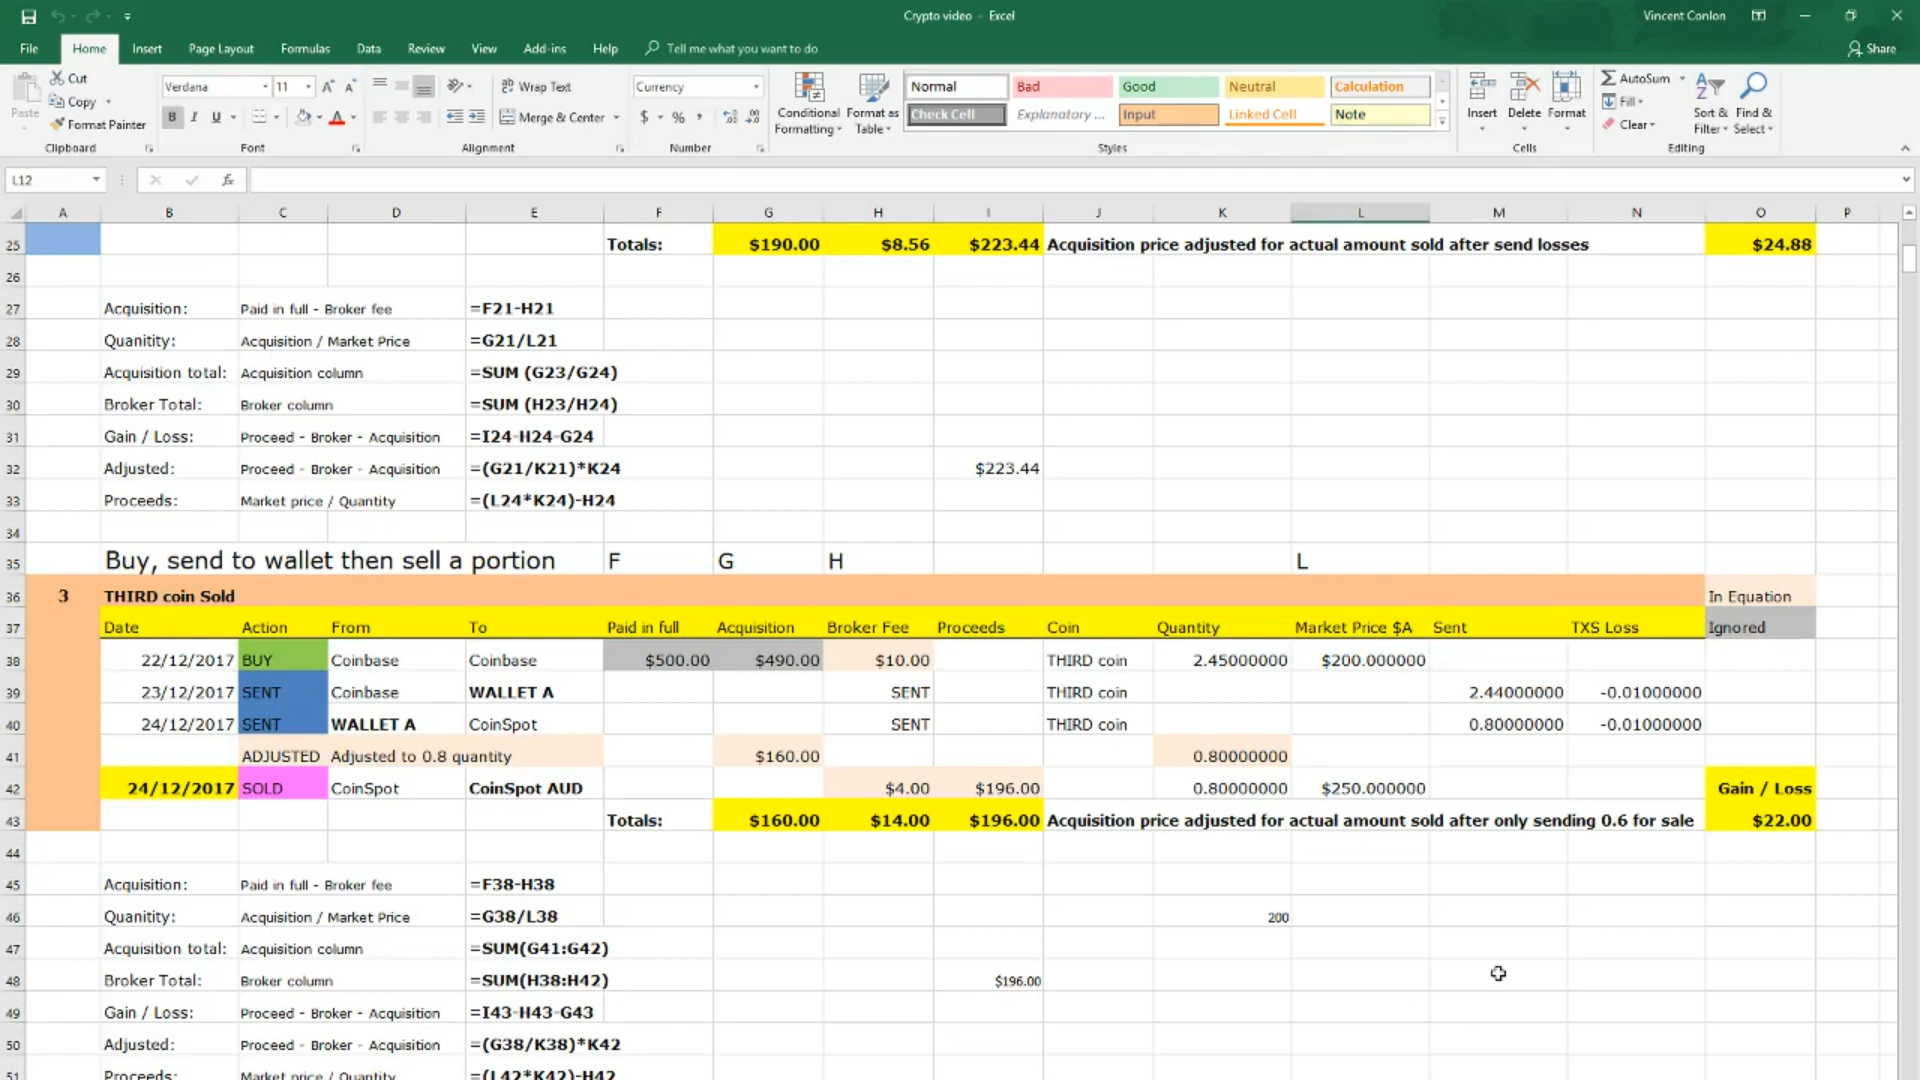 Crypto video - Excel
Vincent Conlon
File Home Insert Page Layout Formulas Data Review View Add-ins Help Tell me what you want to do Share
Paste Cut Copy Format Painter
Verdana 11
B I U
Wrap Text
Merge & Center
Currency
$ %
Conditional Formatting
Format as Table
Normal Bad Good Neutral Calculation
Check Cell Explanatory ... Input Linked Cell Note
Insert Delete Format
AutoSum Fill Clear
Sort & Filter Find & Select
Clipboard Font Alignment Number Styles Cells Editing
L12 fx
A B C D E F G H I J K L M N O P
25 Totals: $190.00 $8.56 $223.44 Acquisition price adjusted for actual amount sold after send losses $24.88
26
27 Acquisition: Paid in full - Broker fee =F21-H21
28 Quanitity: Acquisition / Market Price =G21/L21
29 Acquisition total: Acquisition column =SUM (G23/G24)
30 Broker Total: Broker column =SUM (H23/H24)
31 Gain / Loss: Proceed - Broker - Acquisition =I24-H24-G24
32 Adjusted: Proceed - Broker - Acquisition =(G21/K21)*K24 $223.44
33 Proceeds: Market price / Quantity =(L24*K24)-H24
34
35 Buy, send to wallet then sell a portion F G H L
36 3 THIRD coin Sold In Equation
37 Date Action From To Paid in full Acquisition Broker Fee Proceeds Coin Quantity Market Price $A Sent TXS Loss Ignored
38 22/12/2017 BUY Coinbase Coinbase $500.00 $490.00 $10.00 THIRD coin 2.45000000 $200.000000
39 23/12/2017 SENT Coinbase WALLET A SENT THIRD coin 2.44000000 -0.01000000
40 24/12/2017 SENT WALLET A CoinSpot SENT THIRD coin 0.80000000 -0.01000000
41 ADJUSTED Adjusted to 0.8 quantity $160.00 0.80000000
42 24/12/2017 SOLD CoinSpot CoinSpot AUD $4.00 $196.00 0.80000000 $250.000000 Gain / Loss
43 Totals: $160.00 $14.00 $196.00 Acquisition price adjusted for actual amount sold after only sending 0.6 for sale $22.00
44
45 Acquisition: Paid in full - Broker fee =F38-H38
46 Quanitity: Acquisition / Market Price =G38/L38 200
47 Acquisition total: Acquisition column =SUM(G41:G42)
48 Broker Total: Broker column =SUM(H38:H42) $196.00
49 Gain / Loss: Proceed - Broker - Acquisition =I43-H43-G43
50 Adjusted: Proceed - Broker - Acquisition =(G38/K38)*K42
51 Proceeds: Market price / Quantity =(L42*K42)-H42